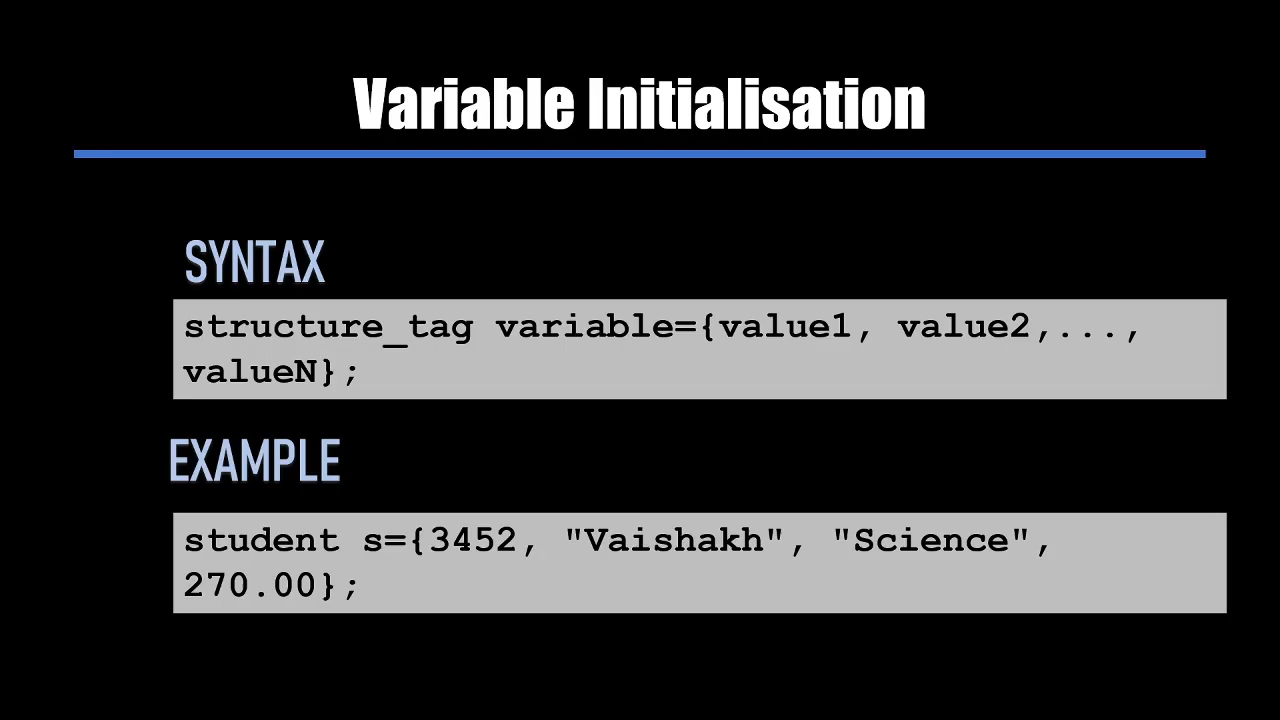 Variable Initialisation
SYNTAX
structure_tag variable={value1, value2,...,
valueN};
EXAMPLE
student s={3452, "Vaishakh", "Science",
270.00};